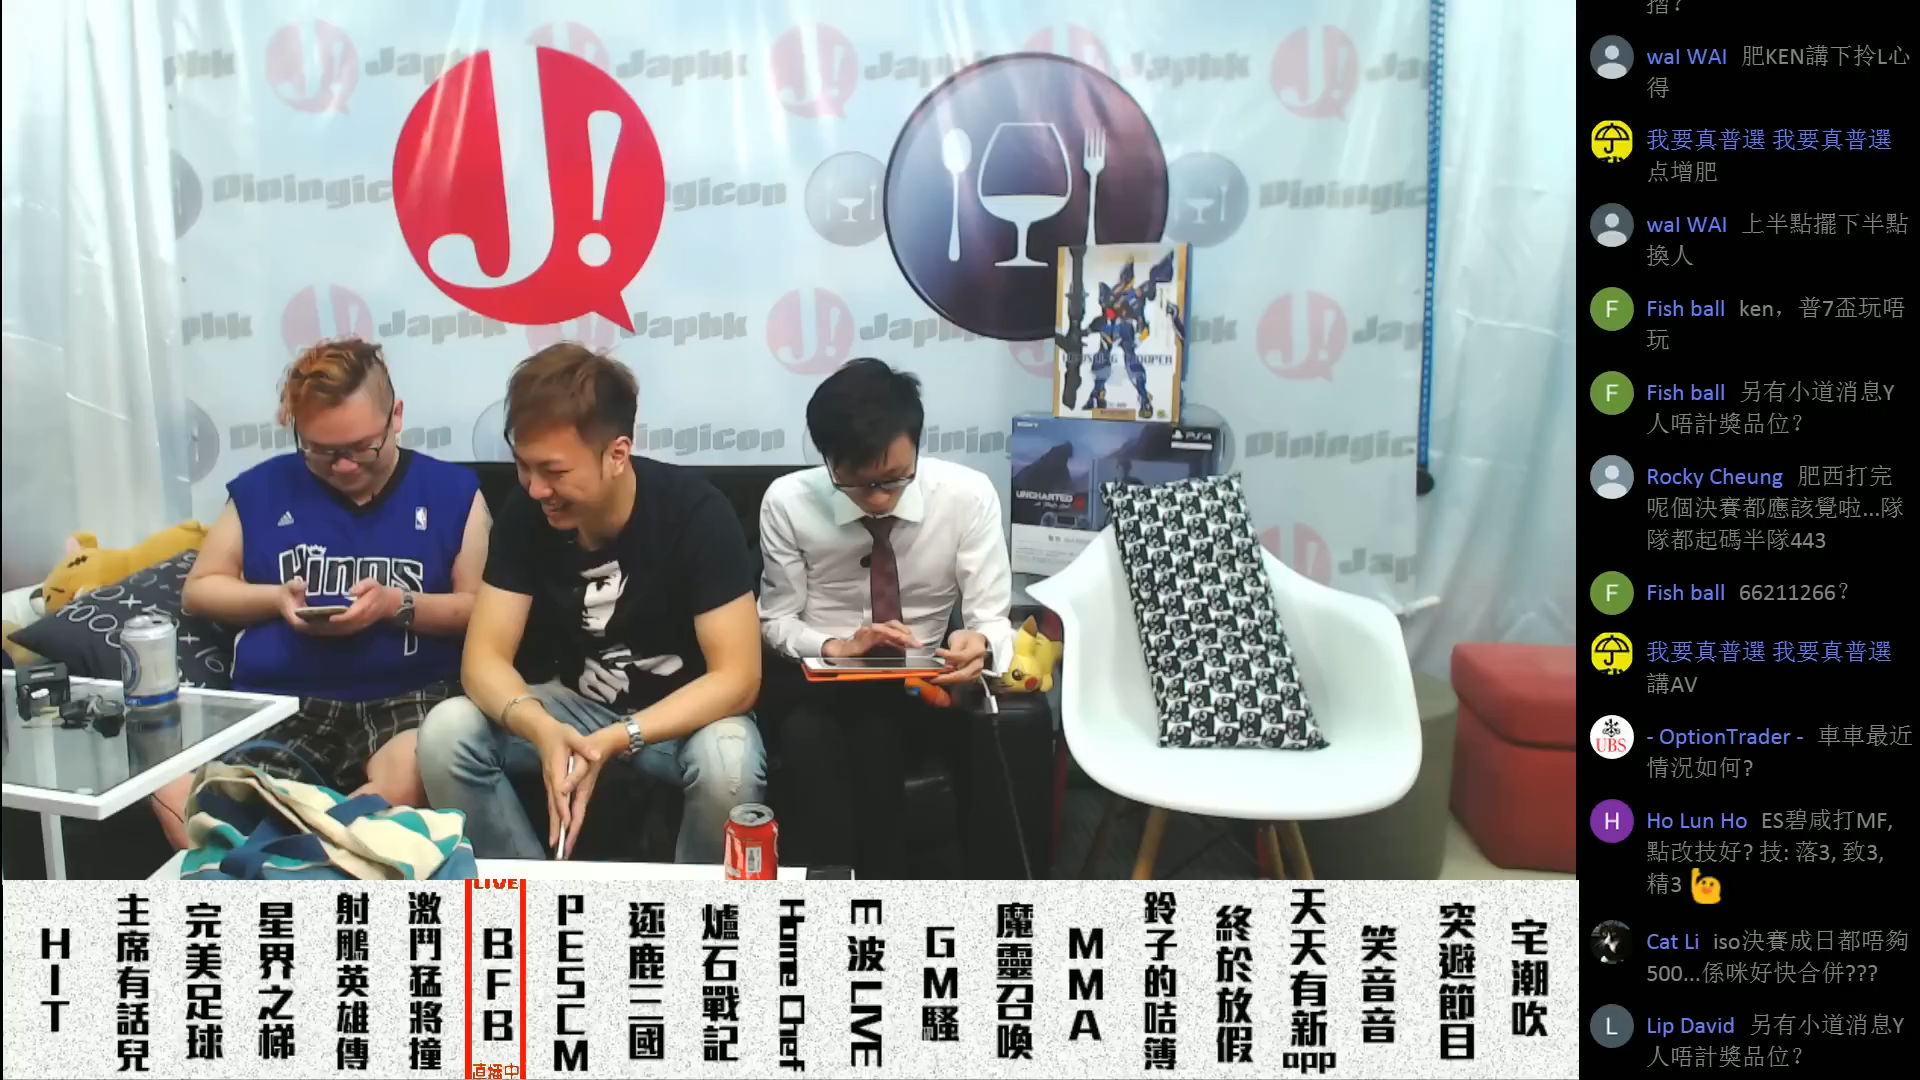 J!
Japhk
Japhk
Japhk
Japhk
Diningicon
Diningicon
Japhk
Japhk
Diningicon
Diningicon
UNCHARTED
SONY
PS4
Kings
揩?
wal WAI 肥KEN講下拎L心
得
我要真普選 我要真普選
点增肥
wal WAI 上半點擺下半點
換人
F
Fish ball ken，普7盃玩唔
玩
F
Fish ball 另有小道消息Y
人唔計獎品位?
Rocky Cheung 肥西打完
呢個決賽都應該覺啦...隊
隊都起碼半隊443
F
Fish ball 66211266?
我要真普選 我要真普選
講AV
UBS
- OptionTrader - 車車最近
情況如何?
H
Ho Lun Ho ES碧咸打MF,
點改技好? 技: 落3, 致3,
精3
Cat Li iso決賽成日都唔夠
500...係咪好快合併???
L
Lip David 另有小道消息Y
人唔計獎品位?
HIT
主席有話兒
完美足球
星界之梯
射鵰英雄傳
激鬥猛將撞
LIVE
BFB
直播中
PESCM
逐鹿三國
爐石戰記
Home Chef
E波LIVE
GM騷
魔靈召喚
MMA
鈴子的咭簿
終於放假
天天有新app
笑音音
突避節目
宅潮吹